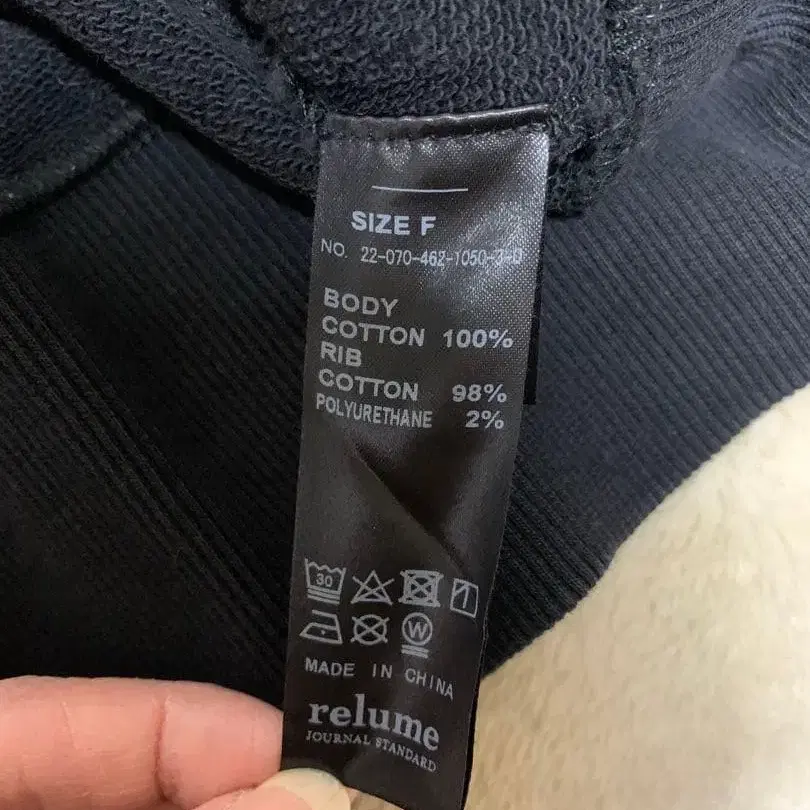 SIZE F
NO. 22-070-462-1050-3-0
BODY
COTTON 100%
RIB
COTTON 98%
POLYURETHANE 2%
30
W
MADE IN CHINA
relume
JOURNAL STANDARD